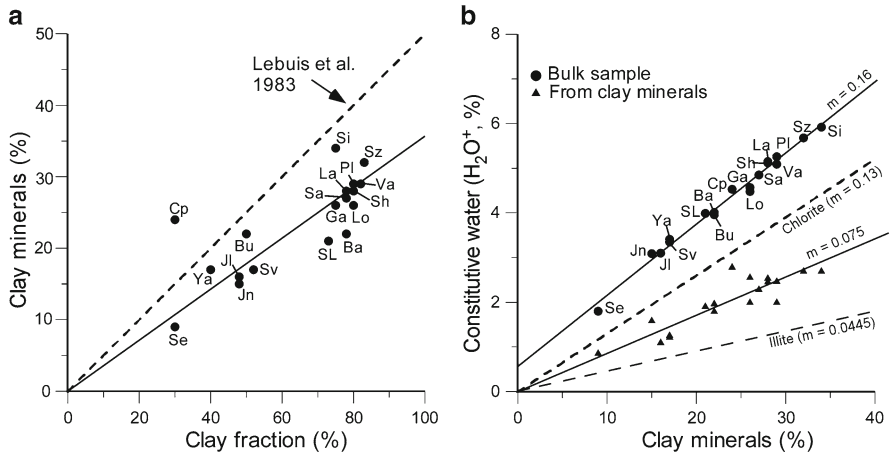 a
50
40
30
20
10
0
Clay minerals (%)
Lebuis et al.
1983
Si
Sz
La
Pl
Va
Sa
Sh
Ga
Lo
Cp
Bu
SL
Ba
Jl
Ya
Sv
Jn
Se
0
20
40
60
80
100
Clay fraction (%)
b
8
6
4
2
0
Constitutive water (H₂O⁺, %)
Bulk sample
From clay minerals
m = 0.16
Sz
Si
La
Pl
Sh
Va
Ga
Sa
Cp
Lo
Ba
SL
Bu
Ya
Jn
Jl
Sv
Chlorite (m = 0.13)
m = 0.075
Se
Illite (m = 0.0445)
0
10
20
30
40
Clay minerals (%)